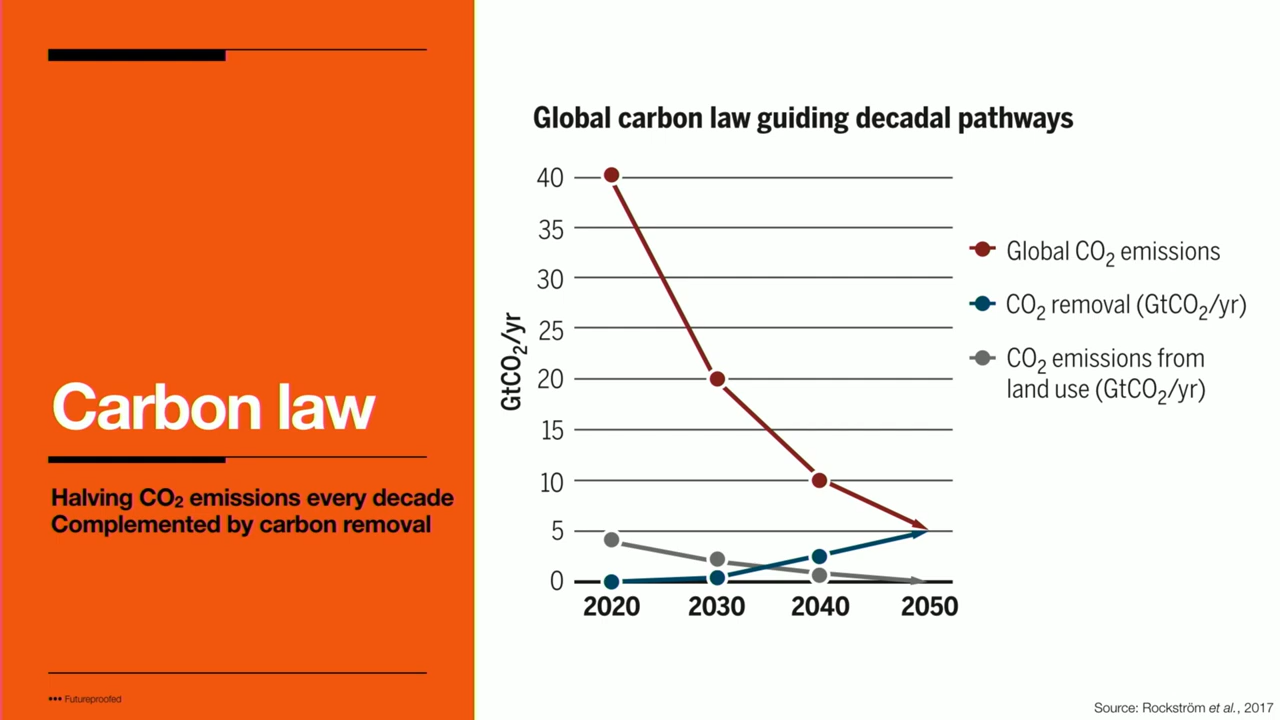 Carbon law
Halving CO₂ emissions every decade
Complemented by carbon removal
••• Futureproofed
Global carbon law guiding decadal pathways
GtCO₂/yr
40
35
30
25
20
15
10
5
0
2020 2030 2040 2050
Global CO₂ emissions
CO₂ removal (GtCO₂/yr)
CO₂ emissions from
land use (GtCO₂/yr)
Source: Rockström et al., 2017